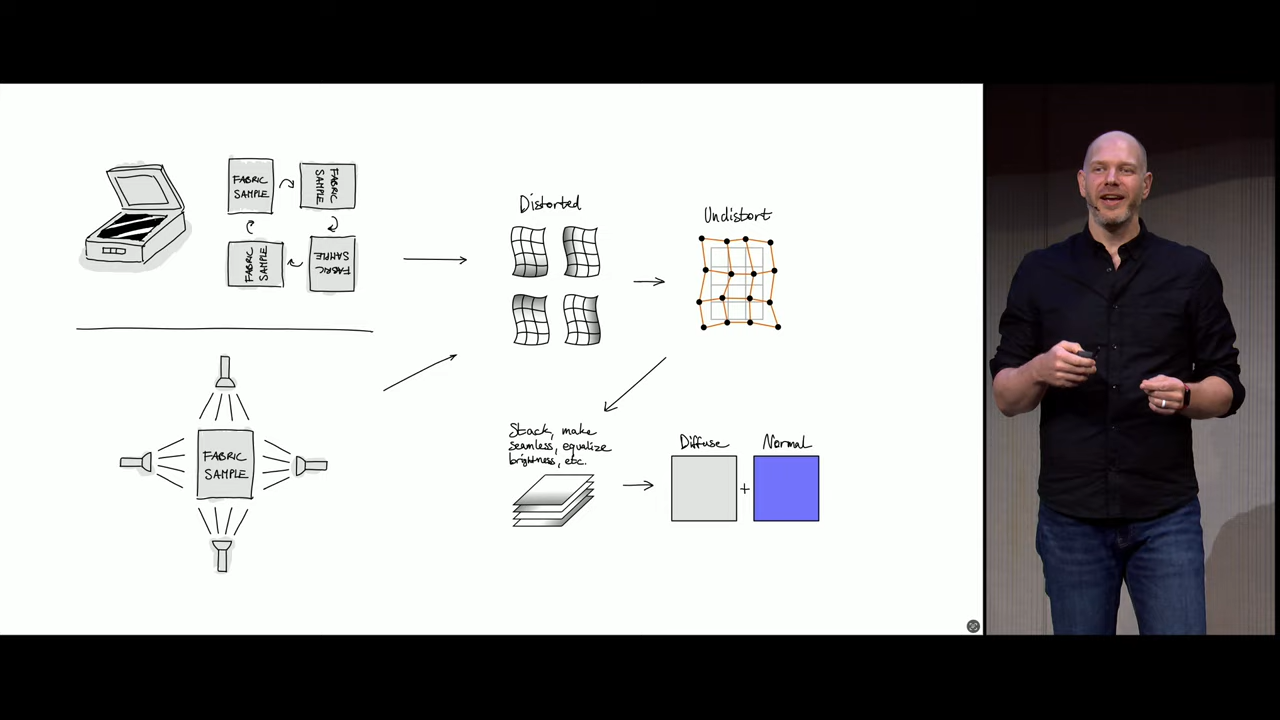 FABRIC
SAMPLE
FABRIC
SAMPLE
FABRIC
SAMPLE
FABRIC
SAMPLE
FABRIC
SAMPLE
Distorted
Undistort
Stack, make
seamless, equalize
brightness, etc.
Diffuse
Normal
+